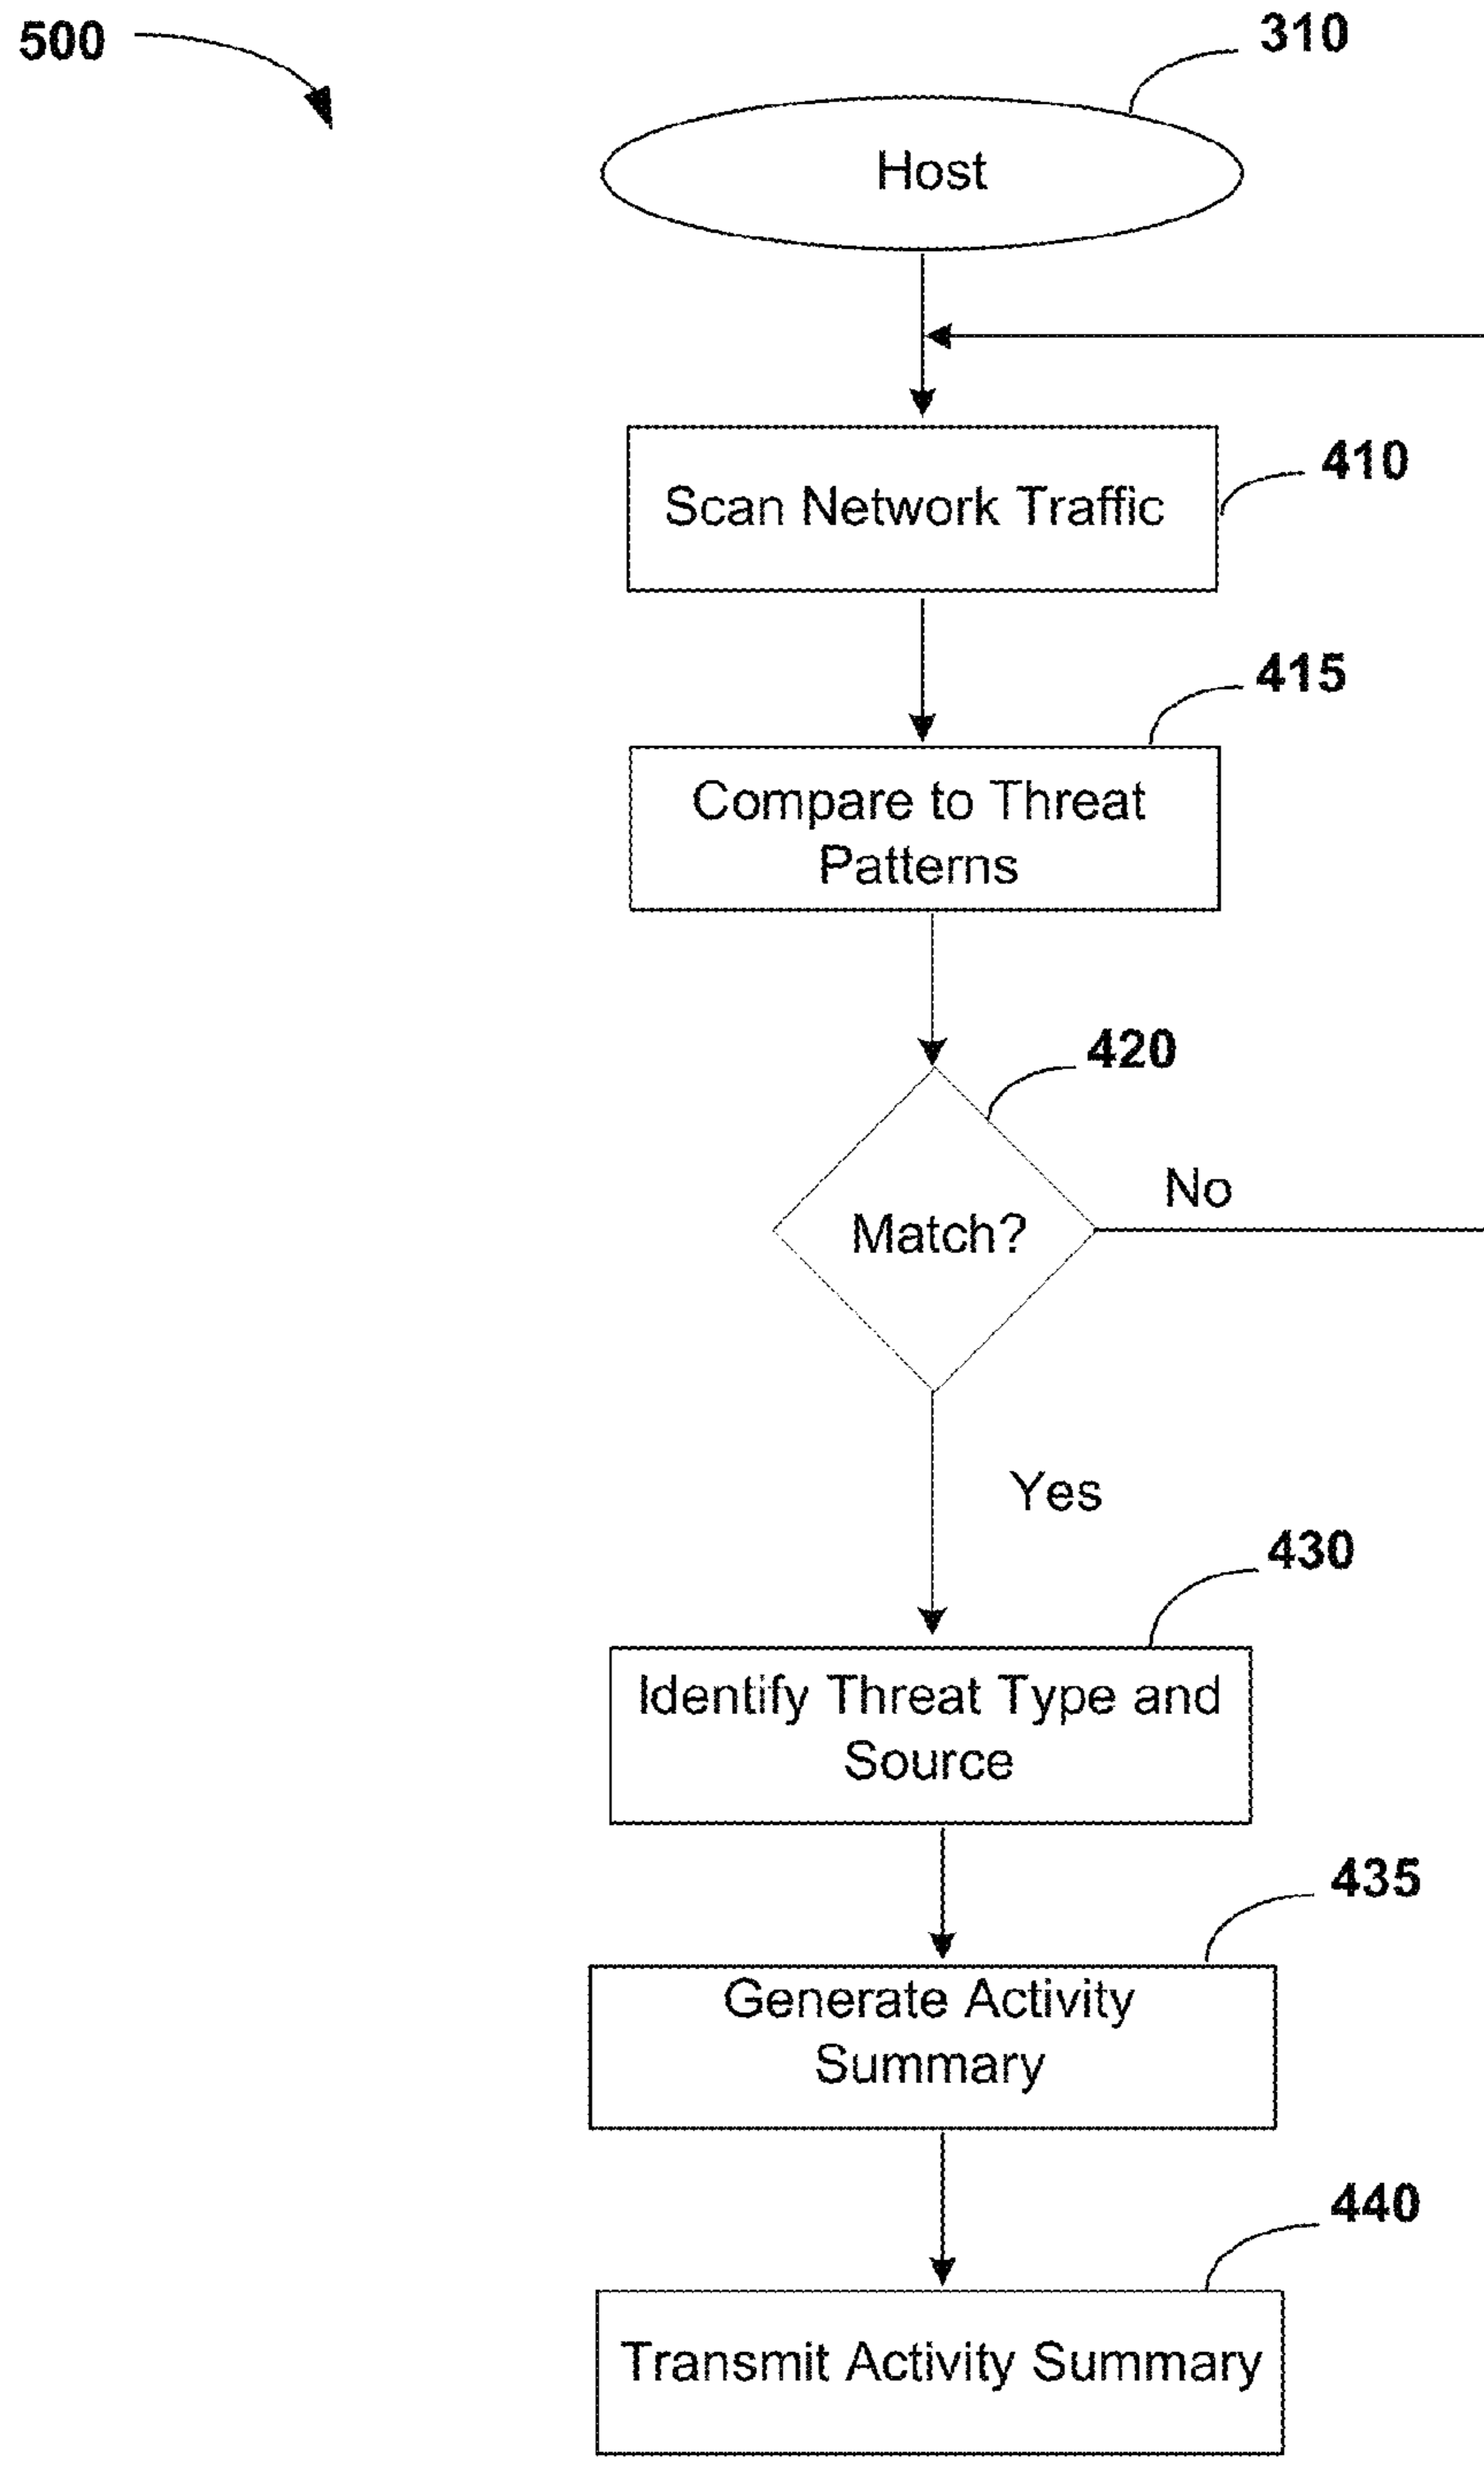 500
310
Host
410
Scan Network Traffic
415
Compare to Threat
Patterns
420
No
Match?
Yes
430
Identify Threat Type and
Source
435
Generate Activity
Summary
440
Transmit Activity Summary